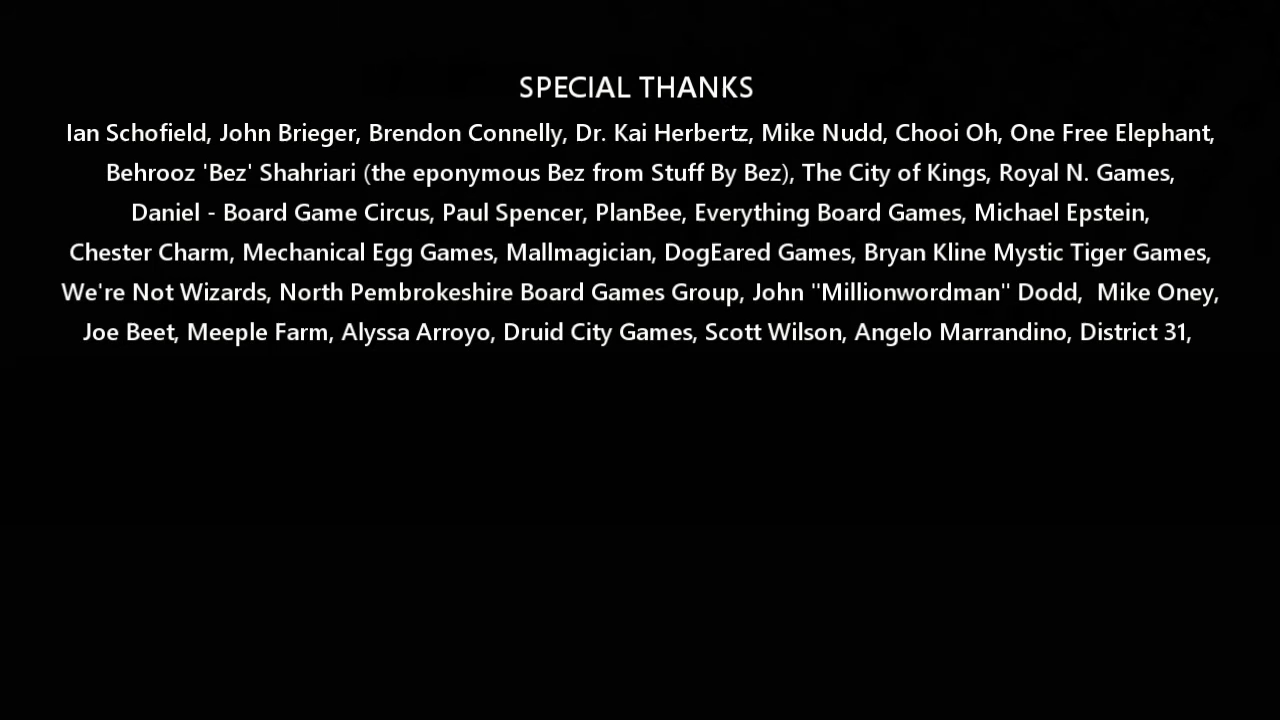 SPECIAL THANKS
Ian Schofield, John Brieger, Brendon Connelly, Dr. Kai Herbertz, Mike Nudd, Chooi Oh, One Free Elephant,
Behrooz 'Bez' Shahriari (the eponymous Bez from Stuff By Bez), The City of Kings, Royal N. Games,
Daniel - Board Game Circus, Paul Spencer, PlanBee, Everything Board Games, Michael Epstein,
Chester Charm, Mechanical Egg Games, Mallmagician, DogEared Games, Bryan Kline Mystic Tiger Games,
We're Not Wizards, North Pembrokeshire Board Games Group, John "Millionwordman" Dodd,  Mike Oney,
Joe Beet, Meeple Farm, Alyssa Arroyo, Druid City Games, Scott Wilson, Angelo Marrandino, District 31,